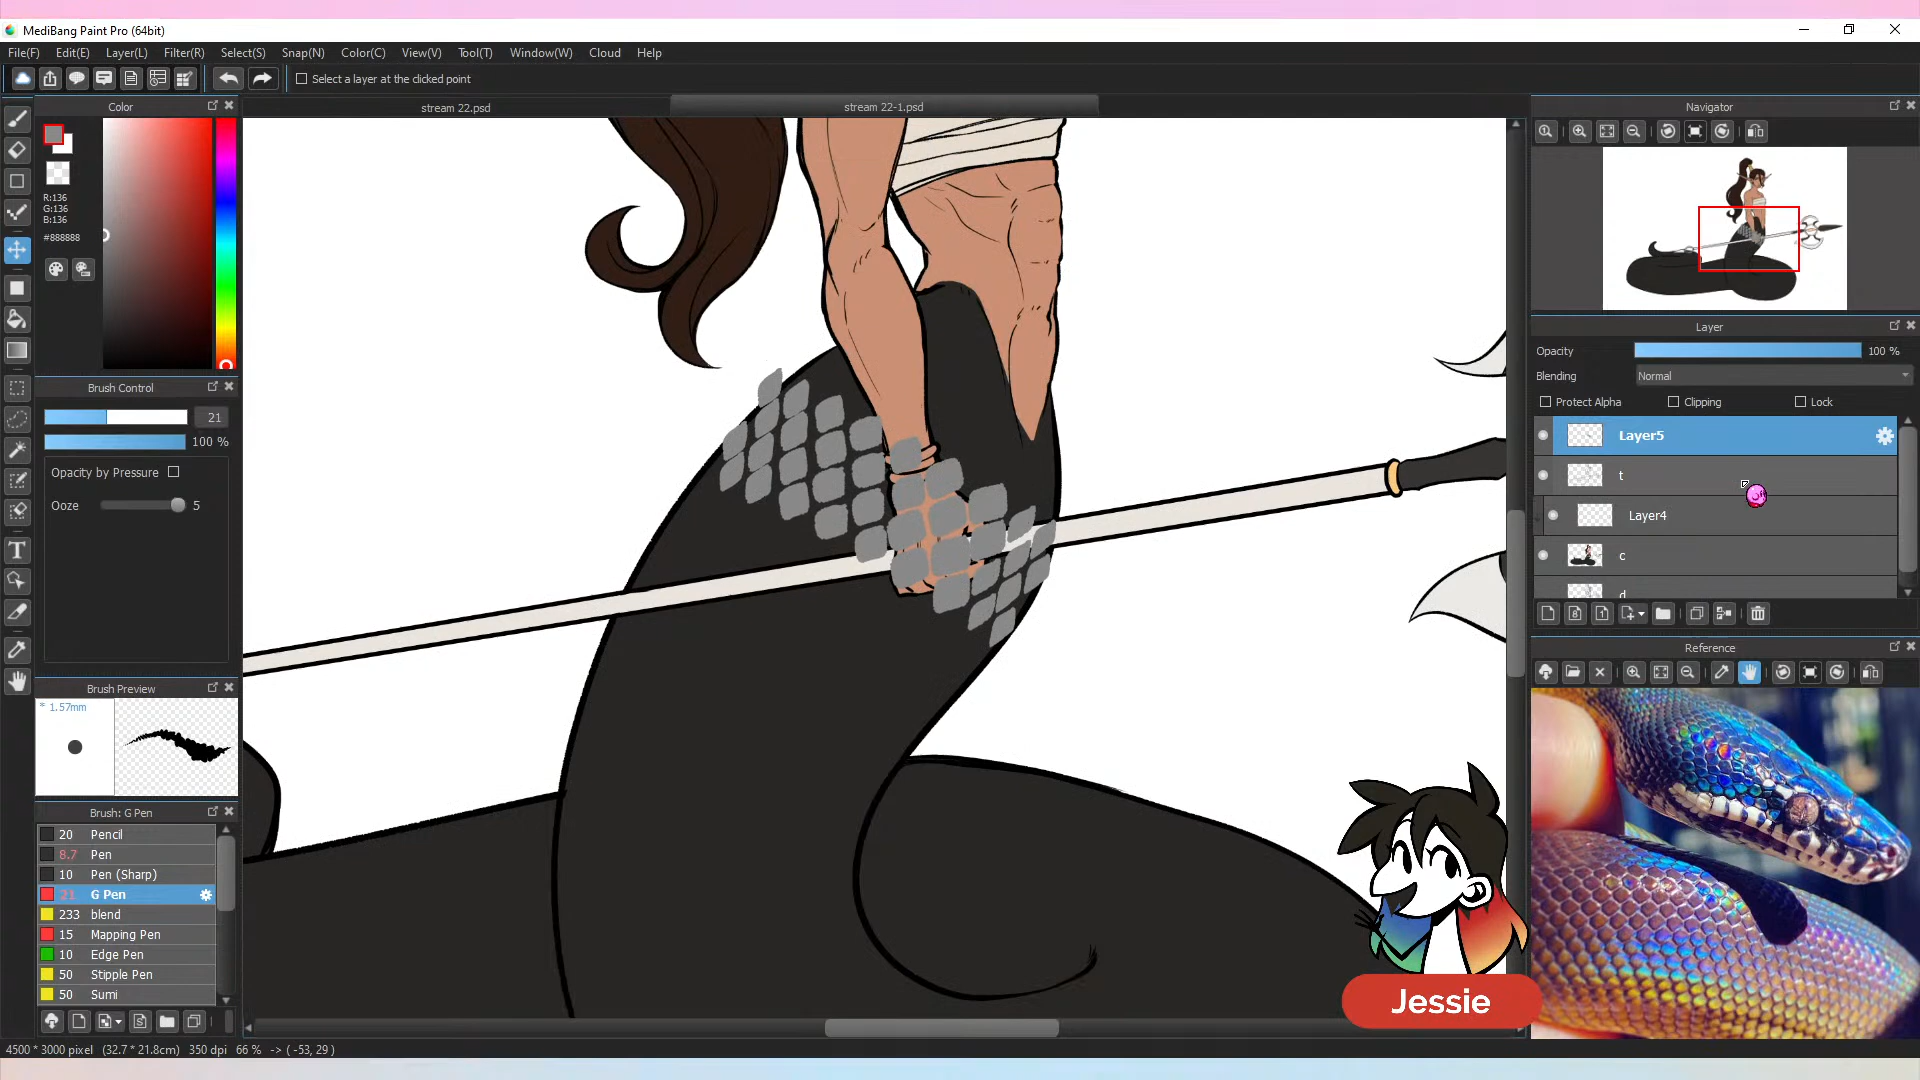 MediBang Paint Pro (64bit)
File(F) Edit(E) Layer(L) Filter(R) Select(S) Snap(N) Color(C) View(V) Tool(T) Window(W) Cloud Help
Select a layer at the clicked point
Color
stream 22.psd
stream 22-1.psd
Navigator
R:136
G:136
B:136
#888888
Layer
Opacity
100 %
Blending
Normal
Protect Alpha
Clipping
Lock
Layer5
t
Layer4
c
d
Brush Control
21
100 %
Opacity by Pressure
Ooze
5
Reference
Brush Preview
* 1.57mm
Brush: G Pen
20 Pencil
8.7 Pen
10 Pen (Sharp)
21 G Pen
233 blend
15 Mapping Pen
10 Edge Pen
50 Stipple Pen
50 Sumi
Jessie
4500 * 3000 pixel (32.7 * 21.8cm) 350 dpi 66 % -> ( -53, 29 )